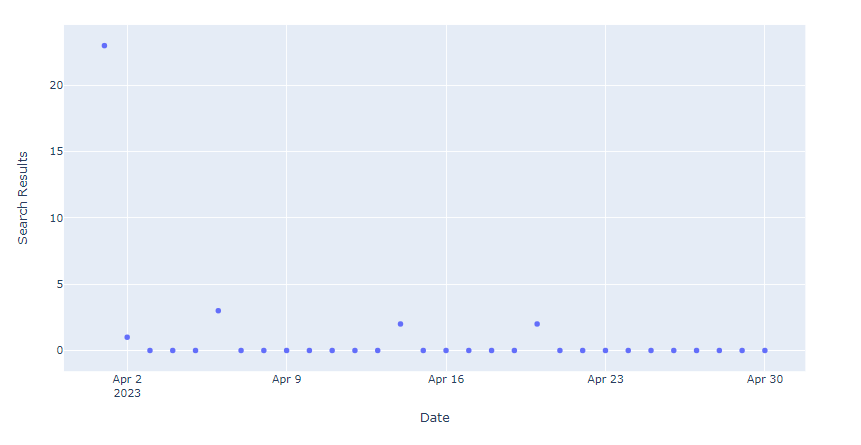 Search Results
20
15
10
5
0
Apr 2
2023
Apr 9
Apr 16
Apr 23
Apr 30
Date